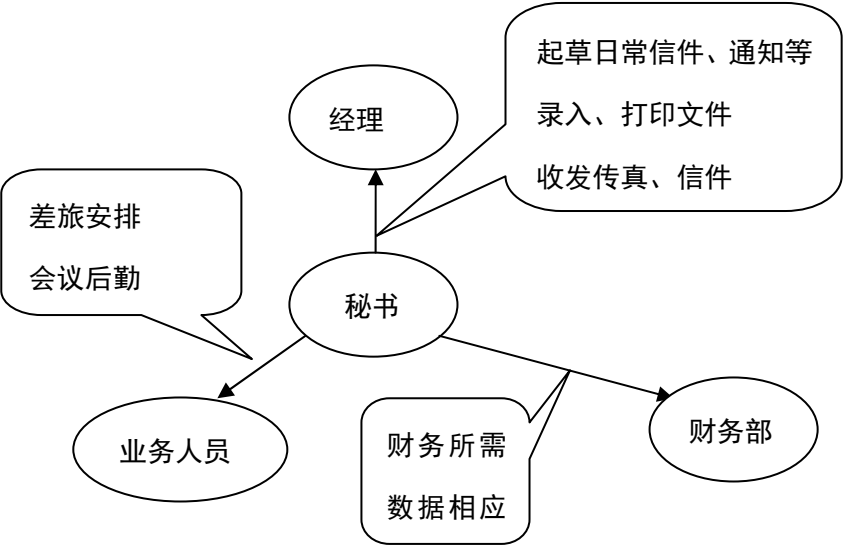 起草日常信件、通知等
录入、打印文件
收发传真、信件
经理
差旅安排
会议后勤
秘书
业务人员
财务所需
数据相应
财务部